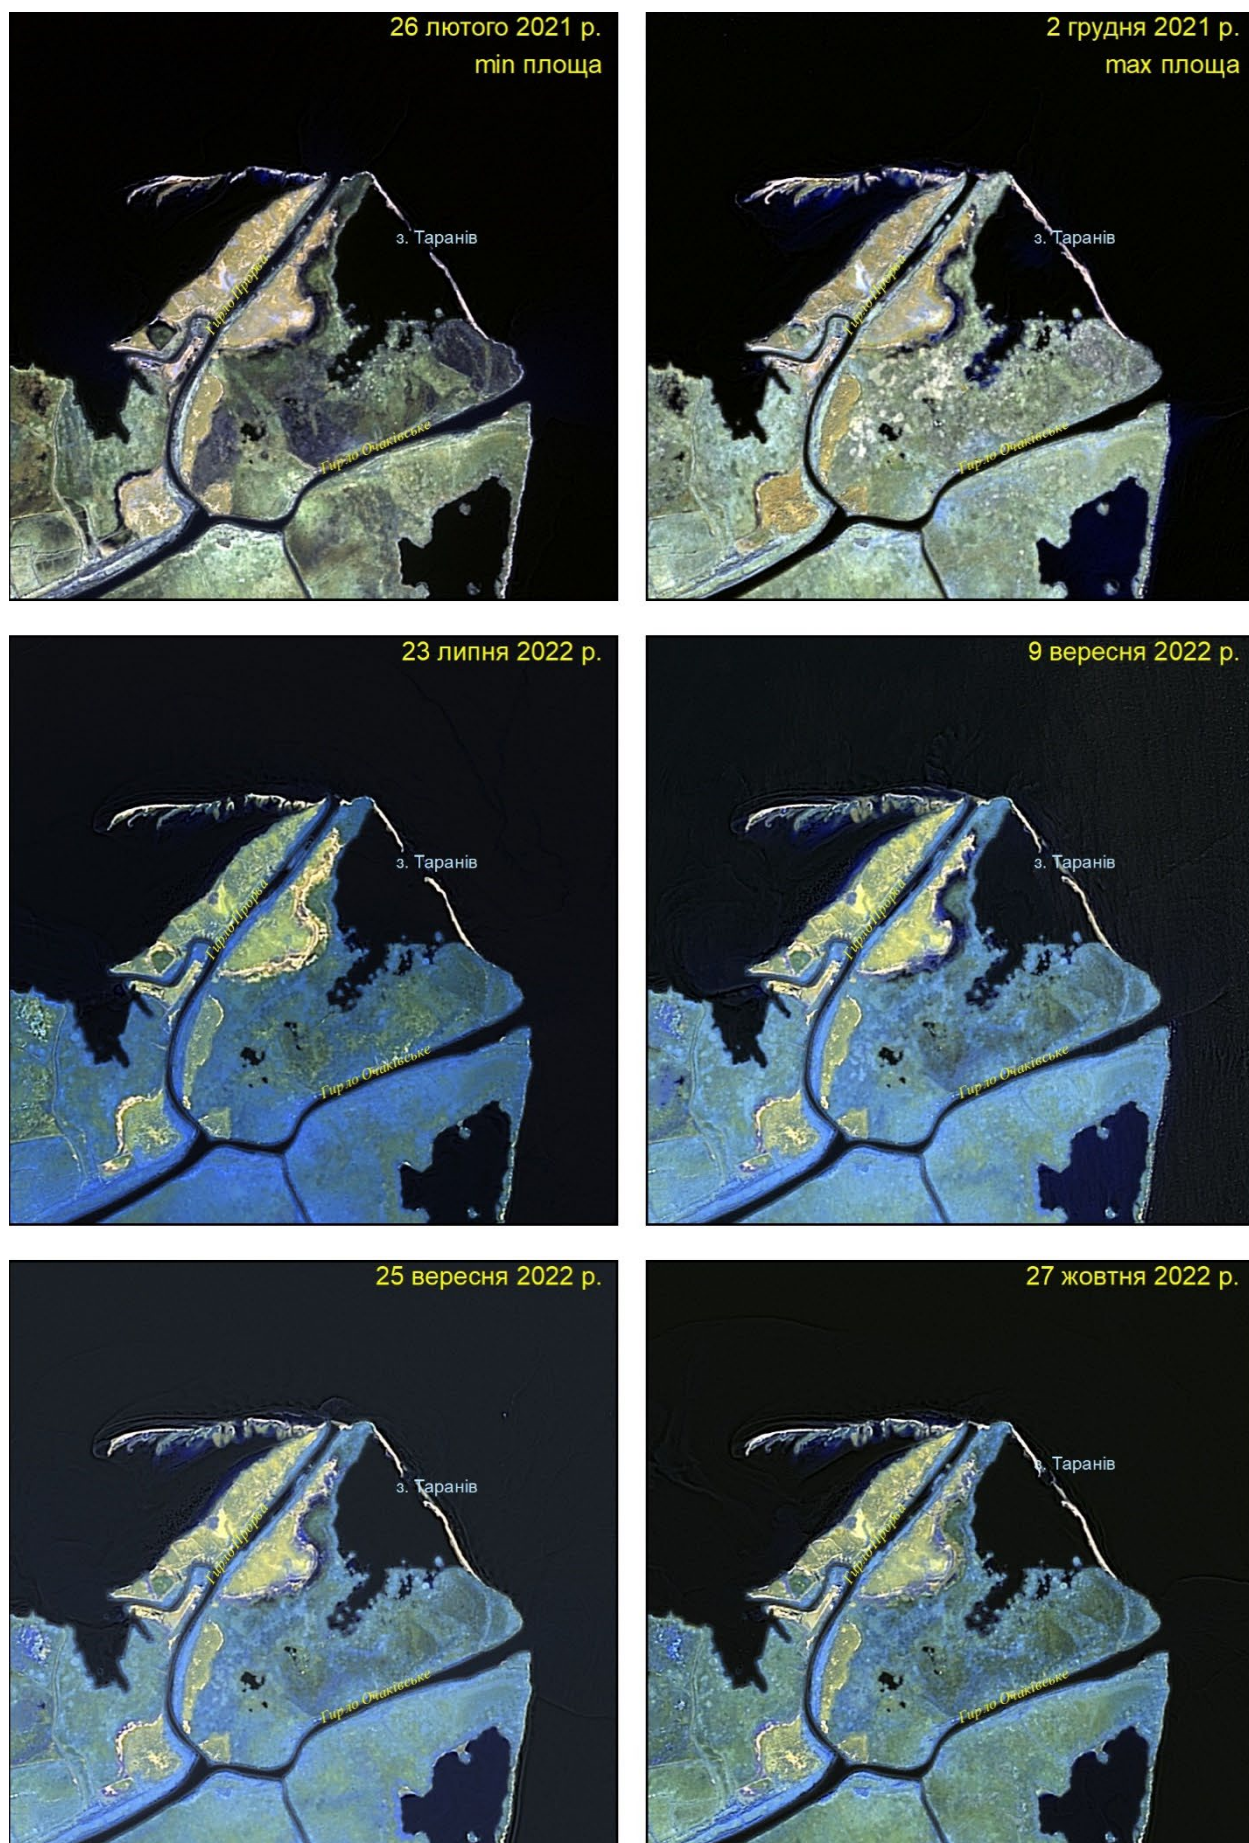 26 лютого 2021 р.
min площа
з. Таранів
Гирло Прорва
Гирло Очаківське
2 грудня 2021 р.
max площа
з. Таранів
Гирло Прорва
Гирло Очаківське
23 липня 2022 р.
з. Таранів
Гирло Прорва
Гирло Очаківське
9 вересня 2022 р.
з. Таранів
Гирло Прорва
Гирло Очаківське
25 вересня 2022 р.
з. Таранів
Гирло Прорва
Гирло Очаківське
27 жовтня 2022 р.
з. Таранів
Гирло Прорва
Гирло Очаківське